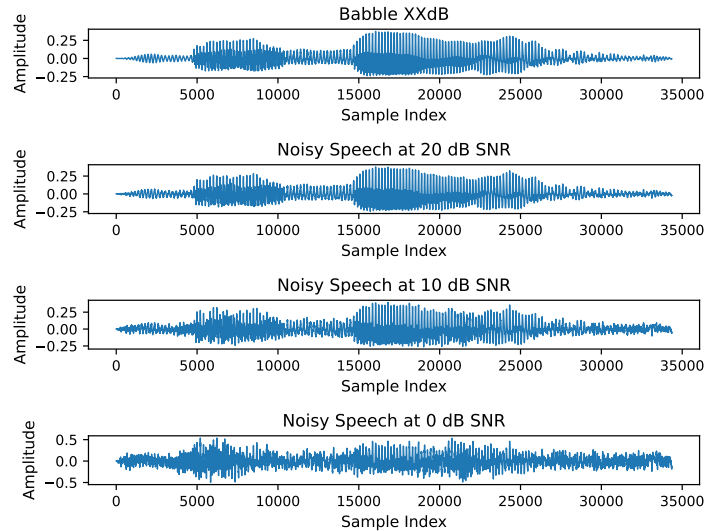 Babble XXdB
Amplitude
0.25
0.00
−0.25
0 5000 10000 15000 20000 25000 30000 35000
Sample Index
Noisy Speech at 20 dB SNR
Amplitude
0.25
0.00
−0.25
0 5000 10000 15000 20000 25000 30000 35000
Sample Index
Noisy Speech at 10 dB SNR
Amplitude
0.25
0.00
−0.25
0 5000 10000 15000 20000 25000 30000 35000
Sample Index
Noisy Speech at 0 dB SNR
Amplitude
0.5
0.0
−0.5
0 5000 10000 15000 20000 25000 30000 35000
Sample Index